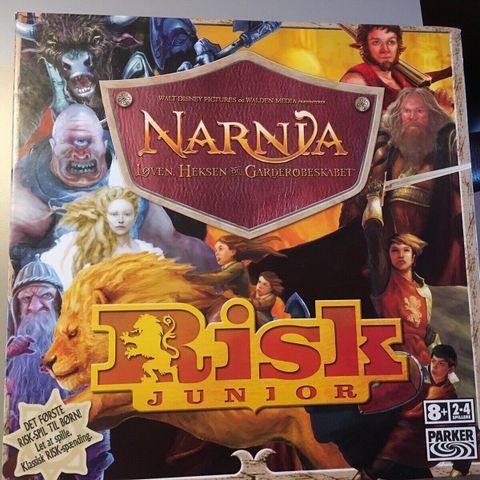 WALT DISNEY PICTURES OG WALDEN MEDIA PRÆSENTERER
NARNIA
LØVEN, HEKSEN OG GARDEROBESKABET
RISK
JUNIOR
DET FØRSTE
RISK-SPIL TIL BØRN!
Let at spille.
Klassisk RISK-spænding.
8+
2-4
SPILLERE
PARKER